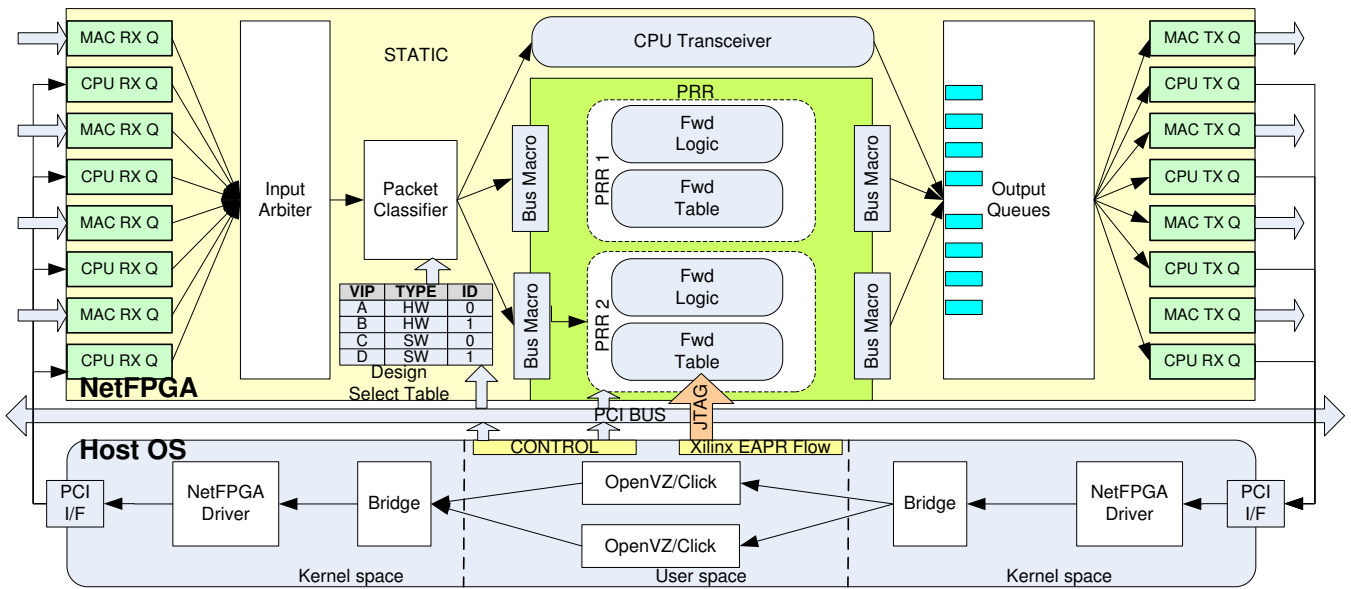 MAC RX Q
CPU RX Q
MAC RX Q
CPU RX Q
MAC RX Q
CPU RX Q
MAC RX Q
CPU RX Q
NetFPGA
STATIC
Input
Arbiter
Packet
Classifier
VIP TYPE ID
A HW 0
B HW 1
C SW 0
D SW 1
Design
Select Table
CPU Transceiver
PRR
Bus Macro
PRR 1
Fwd
Logic
Fwd
Table
Bus Macro
Bus Macro
PRR 2
Fwd
Logic
Fwd
Table
Bus Macro
Output
Queues
MAC TX Q
CPU TX Q
MAC TX Q
CPU TX Q
MAC TX Q
CPU TX Q
MAC TX Q
CPU RX Q
PCI BUS
JTAG
Host OS
CONTROL
Xilinx EAPR Flow
PCI
I/F
NetFPGA
Driver
Bridge
OpenVZ/Click
OpenVZ/Click
Bridge
NetFPGA
Driver
PCI
I/F
Kernel space
User space
Kernel space